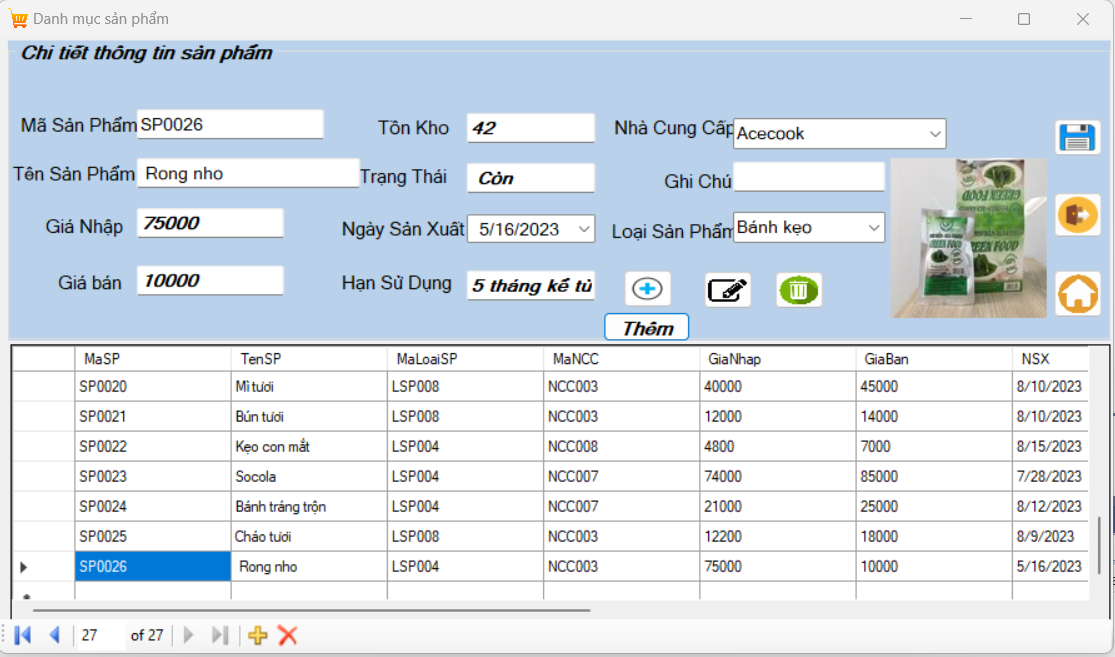 Danh mục sản phẩm
Chi tiết thông tin sản phẩm
Mã Sản Phẩm SP0026 Tồn Kho 42 Nhà Cung Cấp Acecook
Tên Sản Phẩm Rong nho Trạng Thái Còn Ghi Chú
Giá Nhập 75000 Ngày Sản Xuất 5/16/2023 Loại Sản Phẩm Bánh kẹo
Giá bán 10000 Hạn Sử Dụng 5 tháng kể từ
GREEN FOOD
GREEN FOOD
GREEN FOOD
Thêm
MaSP TenSP MaLoaiSP MaNCC GiaNhap GiaBan NSX
SP0020 Mì tươi LSP008 NCC003 40000 45000 8/10/2023
SP0021 Bún tươi LSP008 NCC003 12000 14000 8/10/2023
SP0022 Kẹo con mắt LSP004 NCC008 4800 7000 8/15/2023
SP0023 Socola LSP004 NCC007 74000 85000 7/28/2023
SP0024 Bánh tráng trộn LSP004 NCC007 21000 25000 8/12/2023
SP0025 Cháo tươi LSP008 NCC003 12200 18000 8/9/2023
SP0026 Rong nho LSP004 NCC003 75000 10000 5/16/2023
27 of 27